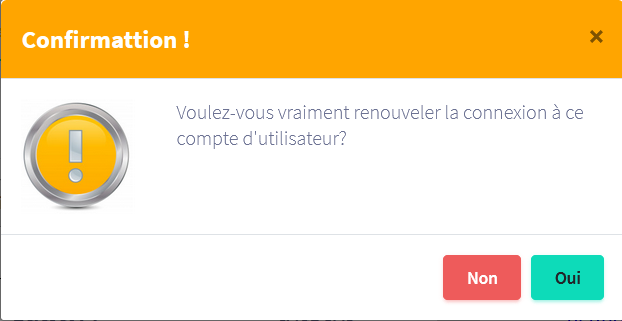 Confirmattion !
×
Voulez-vous vraiment renouveler la connexion à ce
compte d'utilisateur?
Non
Oui